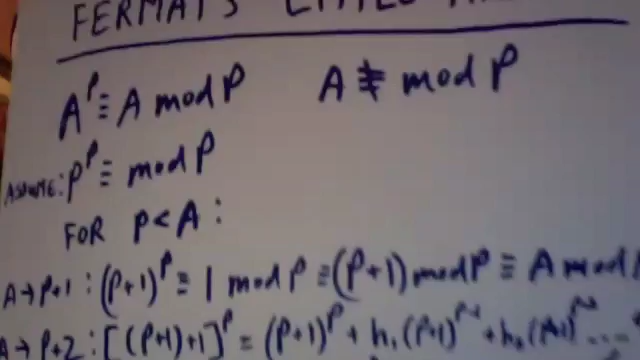 FERMAT'S LITTLE
A^p ≡ A mod P     A ≢ mod P
ASSUME: P^p ≡ mod P
FOR P < A :
A → P+1 : (P+1)^p ≡ 1 mod P ≡ (P+1) mod P ≡ A mod
A → P+2 : [(P+1)+1]^p = (P+1)^p + h₁(P+1)^p-1 + h₂(P+1)^p-2 ....